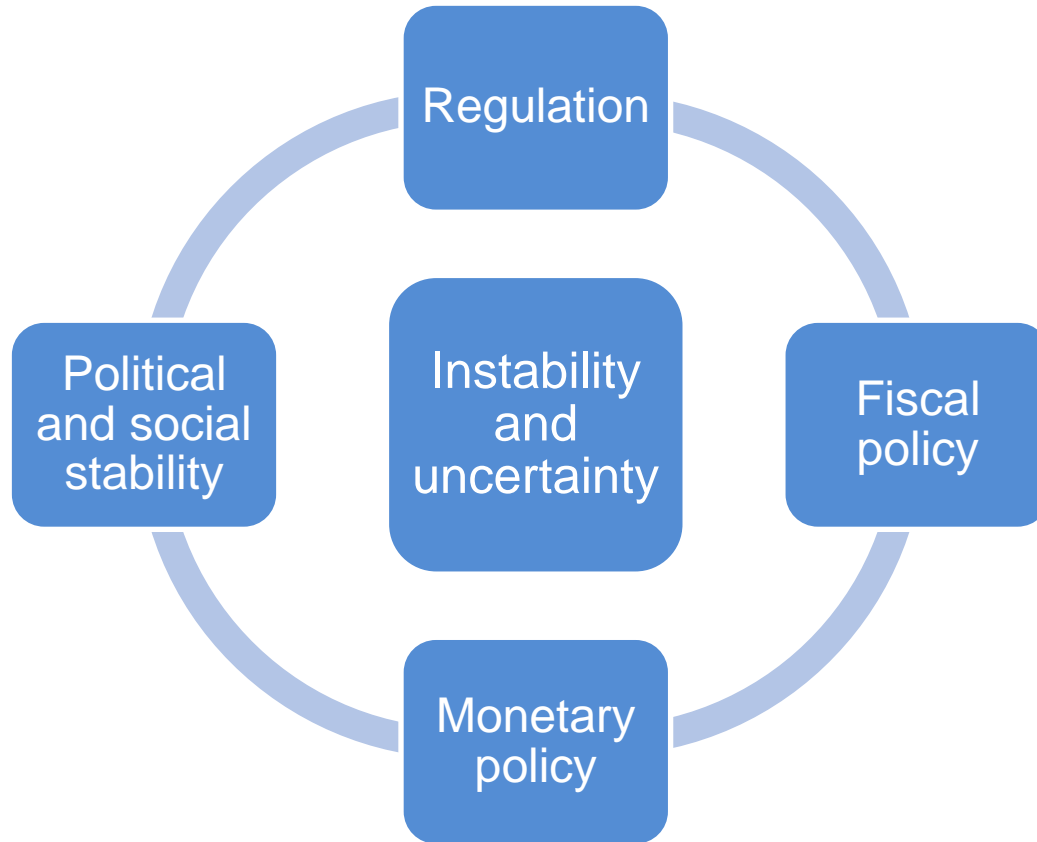 Regulation
Political
and social
stability
Instability
and
uncertainty
Fiscal
policy
Monetary
policy